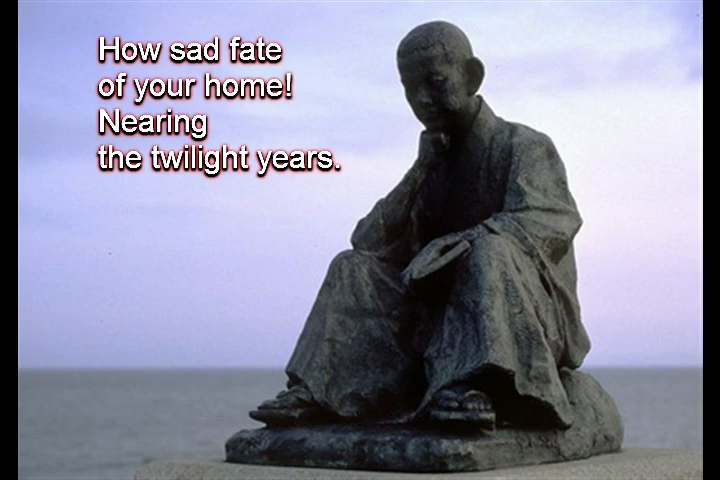 How sad fate
of your home!
Nearing
the twilight years.